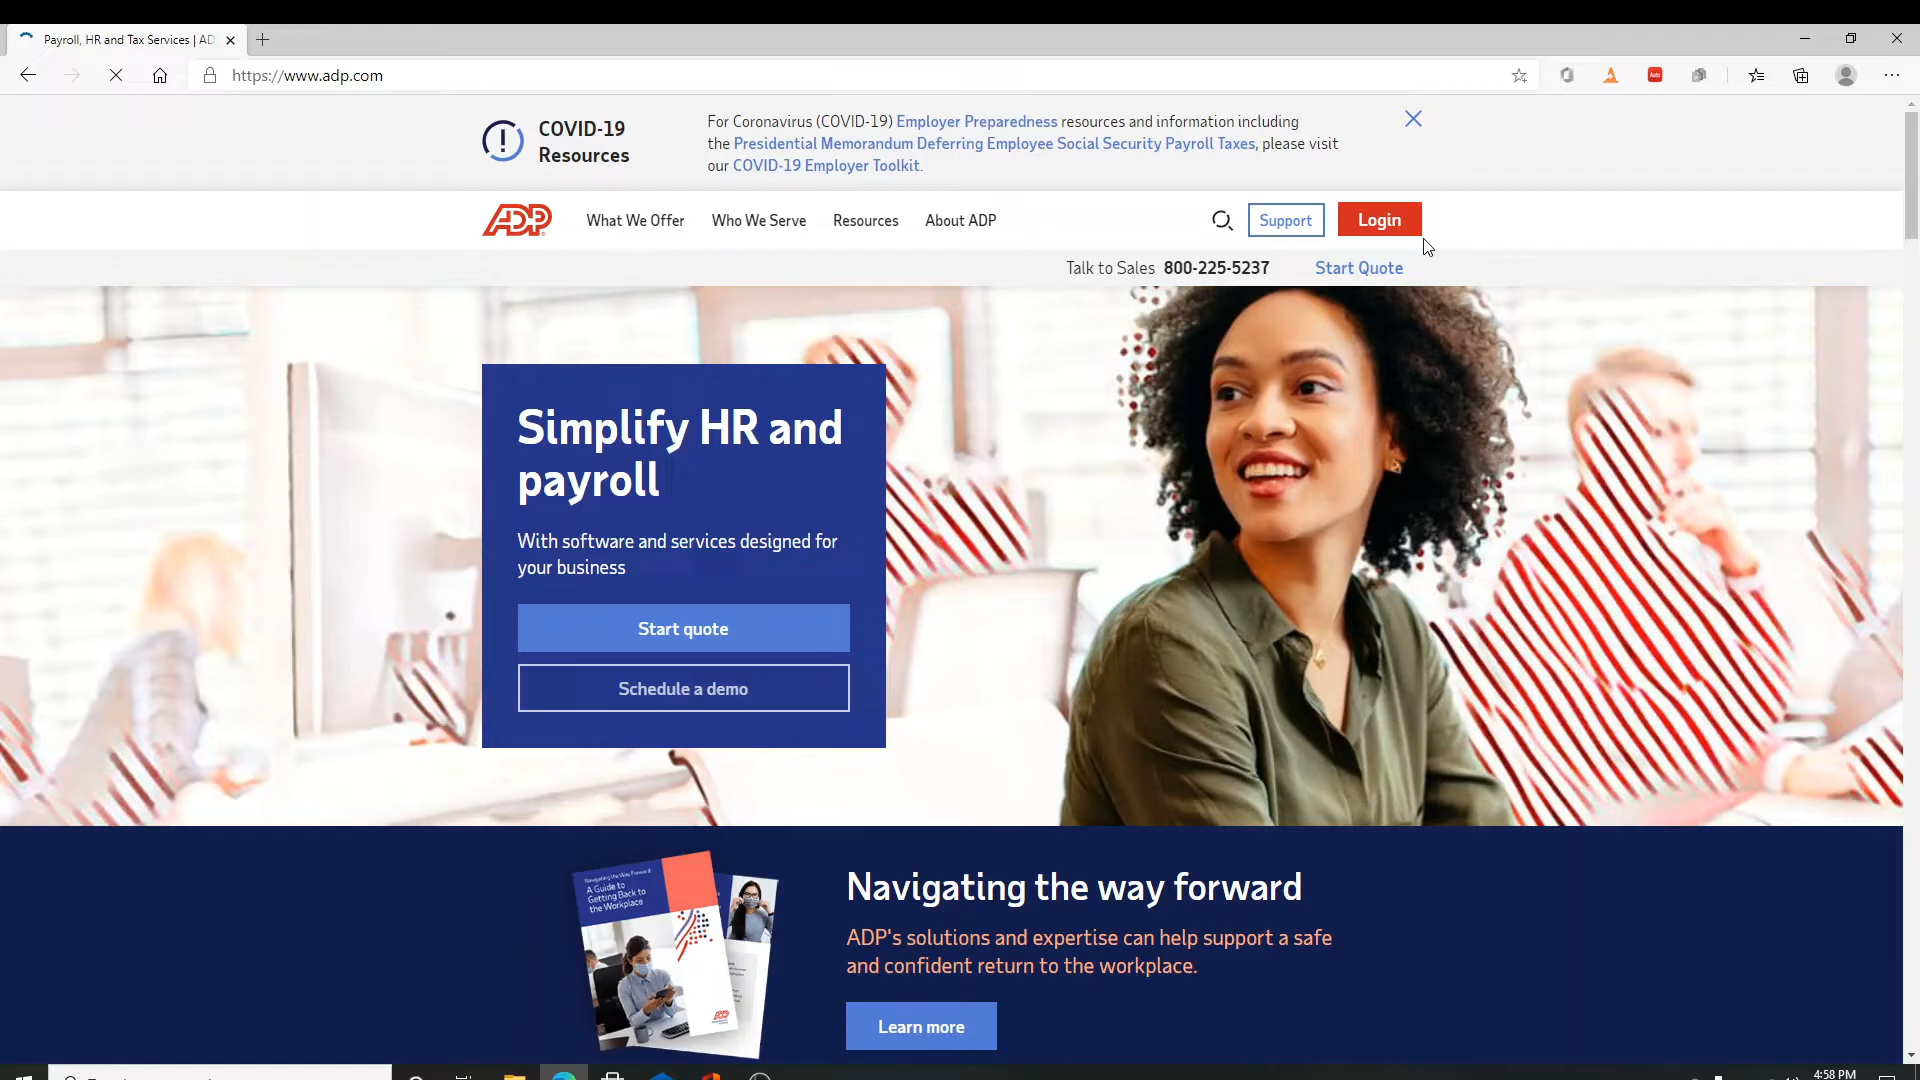 Payroll, HR and Tax Services | AD
https://www.adp.com
COVID-19
Resources
For Coronavirus (COVID-19) Employer Preparedness resources and information including
the Presidential Memorandum Deferring Employee Social Security Payroll Taxes, please visit
our COVID-19 Employer Toolkit.
ADP
What We Offer
Who We Serve
Resources
About ADP
Support
Login
Talk to Sales 800-225-5237
Start Quote
Simplify HR and
payroll
With software and services designed for
your business
Start quote
Schedule a demo
Navigating the Way Forward
A Guide to
Getting Back to
the Workplace
ADP
Navigating the way forward
ADP's solutions and expertise can help support a safe
and confident return to the workplace.
Learn more
4:58 PM